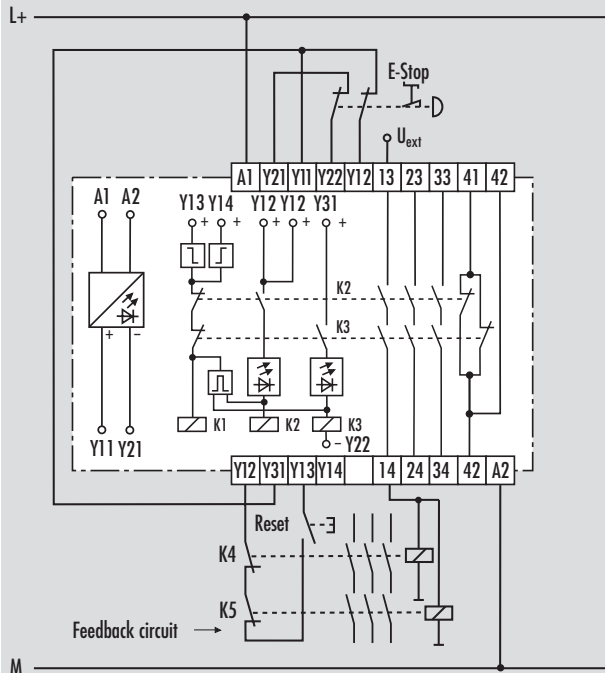 L+
E-Stop
U_ext
A1 Y21 Y11 Y22 Y12 13 23 33 41 42
A1 A2 Y13 Y14 Y12 Y12 Y31
+ + + + +
K2
K3
+ −
K1 K2 K3
− Y22
Y11 Y21
Y12 Y31 Y13 Y14 14 24 34 42 A2
Reset
K4
K5
Feedback circuit
M